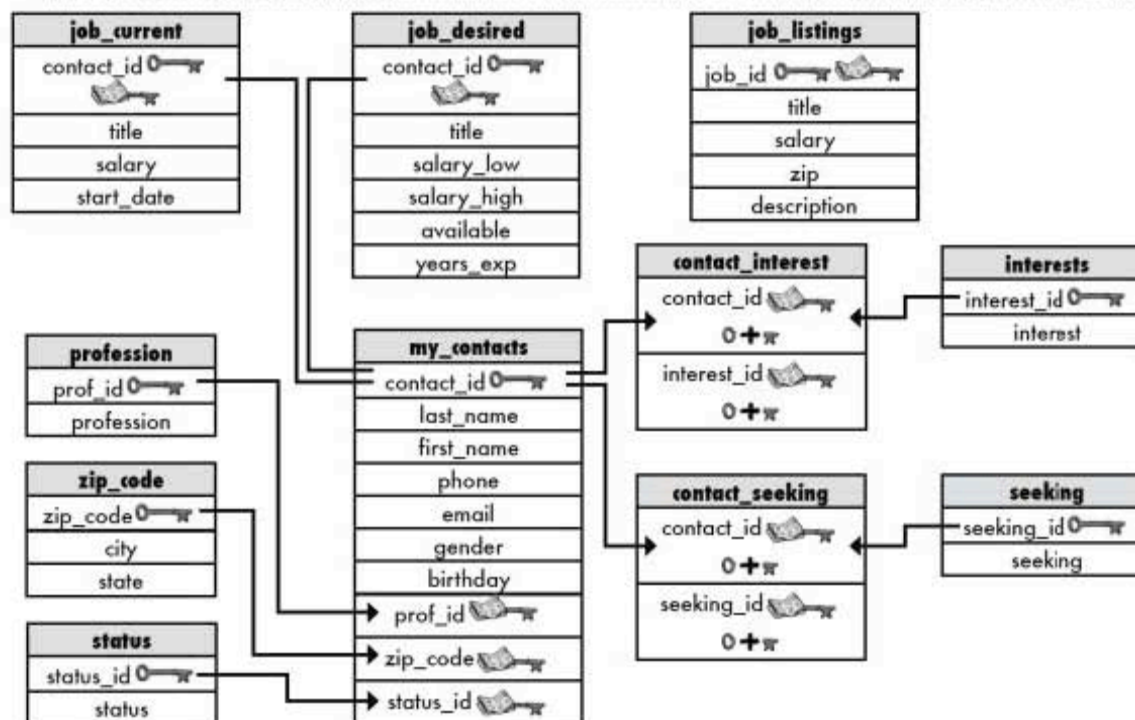 job_current
contact_id
title
salary
start_date
job_desired
contact_id
title
salary_low
salary_high
available
years_exp
job_listings
job_id
title
salary
zip
description
profession
prof_id
profession
zip_code
zip_code
city
state
status
status_id
status
my_contacts
contact_id
last_name
first_name
phone
email
gender
birthday
prof_id
zip_code
status_id
contact_interest
contact_id
interest_id
interests
interest_id
interest
contact_seeking
contact_id
seeking_id
seeking
seeking_id
seeking